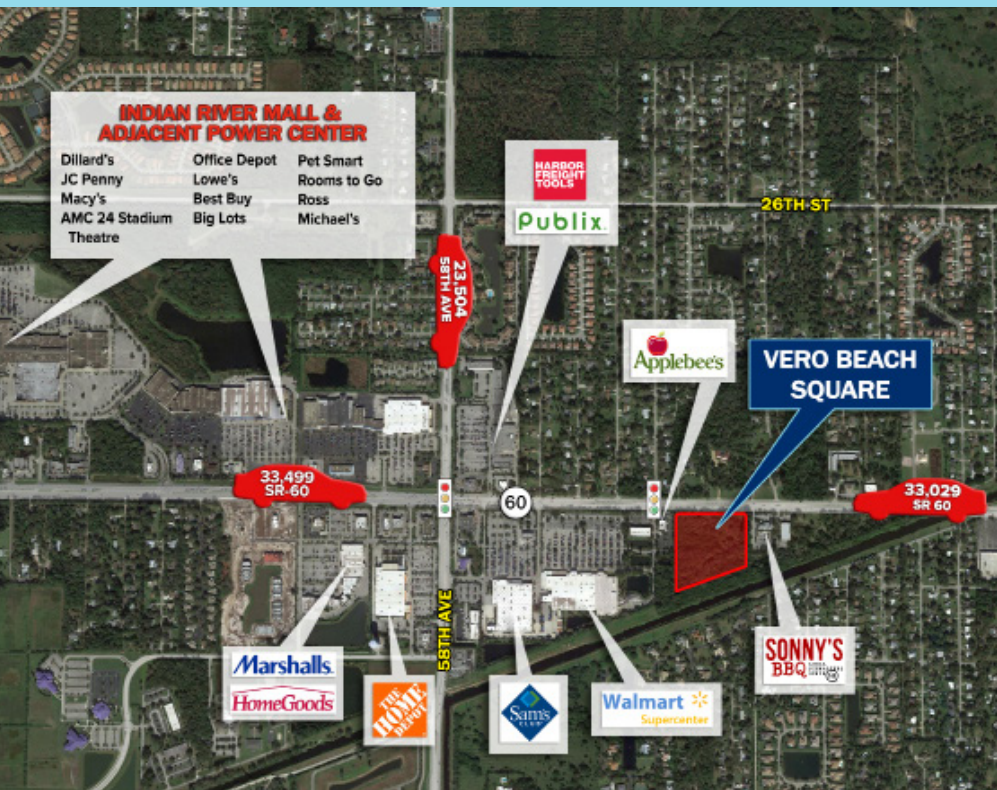 INDIAN RIVER MALL &
ADJACENT POWER CENTER
Dillard's
JC Penny
Macy's
AMC 24 Stadium
Theatre
Office Depot
Lowe's
Best Buy
Big Lots
Pet Smart
Rooms to Go
Ross
Michael's
HARBOR
FREIGHT
TOOLS
Publix.
26TH ST
23,504
58TH AVE
Applebee's
VERO BEACH
SQUARE
33,499
SR-60
60
33,029
SR 60
58TH AVE
Marshalls.
HomeGoods
THE
HOME
DEPOT
Sam's
CLUB
Walmart
Supercenter
SONNY'S
BBQ